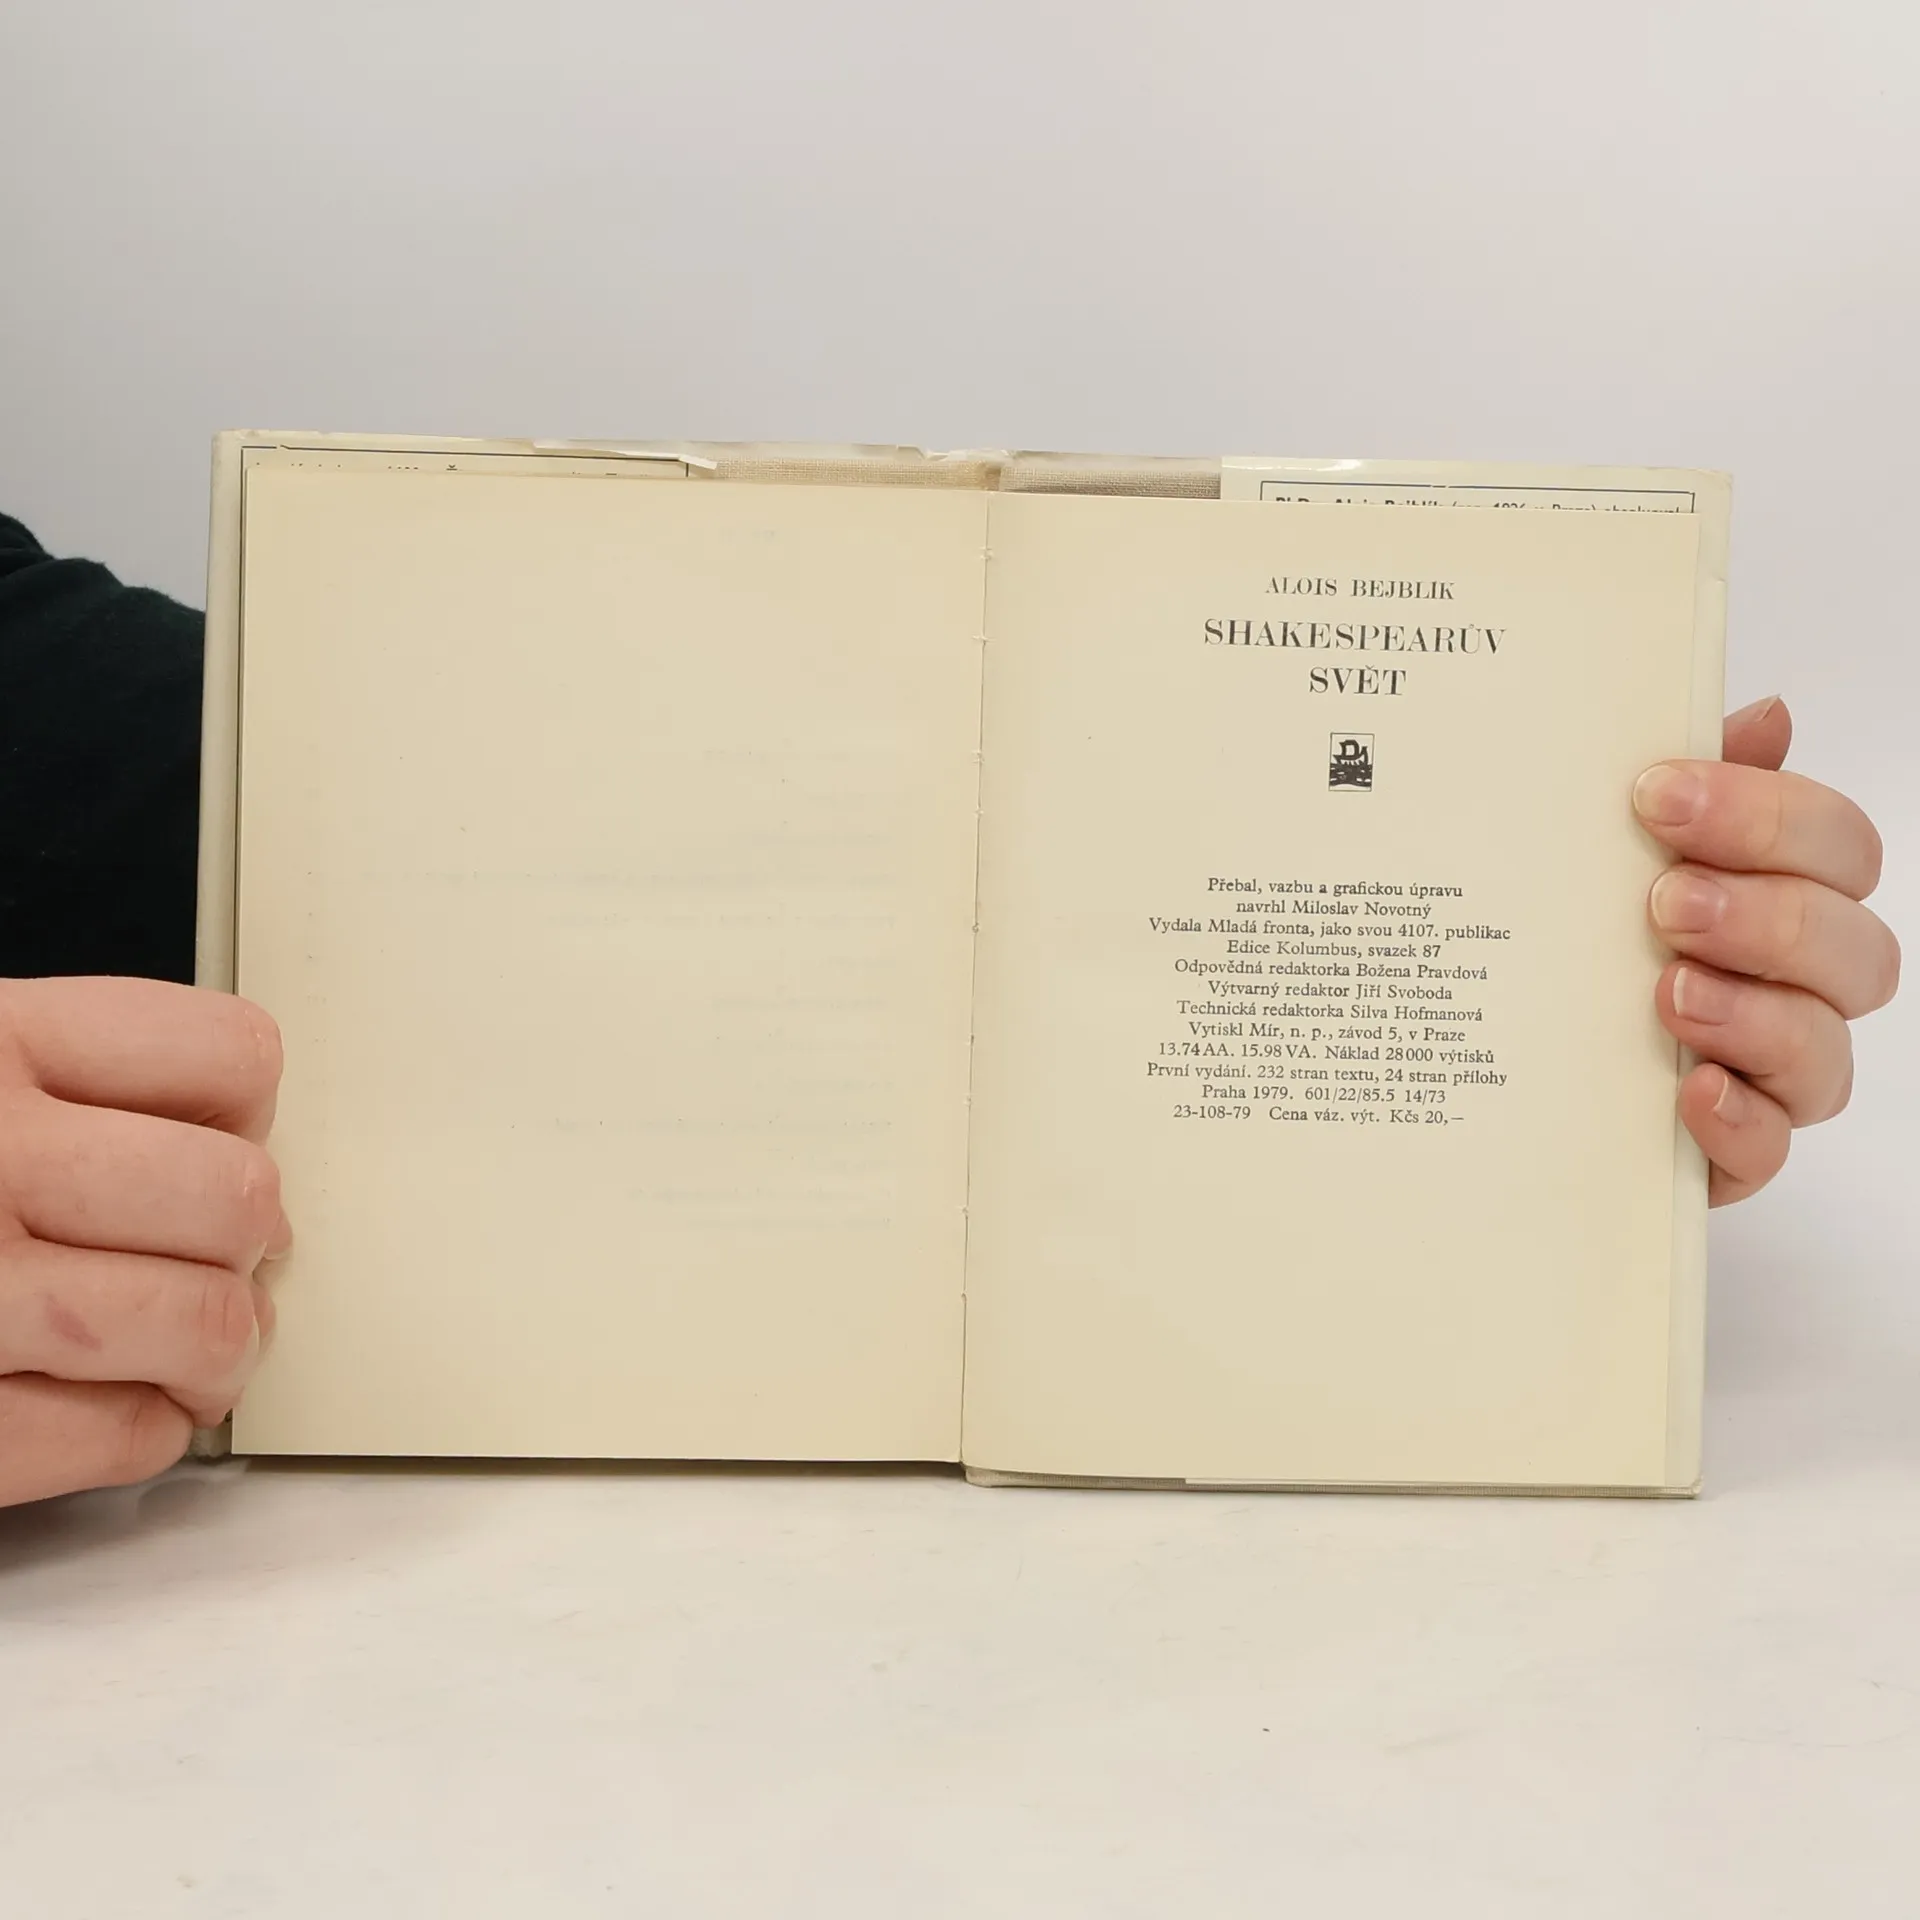 ALOIS BEJBLÍK
SHAKESPEARŮV
SVĚT
Přebal, vazbu a grafickou úpravu
navrhl Miloslav Novotný
Vydala Mladá fronta, jako svou 4107. publikac
Edice Kolumbus, svazek 87
Odpovědná redaktorka Božena Pravdová
Výtvarný redaktor Jiří Svoboda
Technická redaktorka Silva Hofmanová
Vytiskl Mír, n. p., závod 5, v Praze
13.74 AA. 15.98 VA. Náklad 28 000 výtisků
První vydání. 232 stran textu, 24 stran přílohy
Praha 1979. 601/22/85.5 14/73
23-108-79 Cena váz. výt. Kčs 20,—